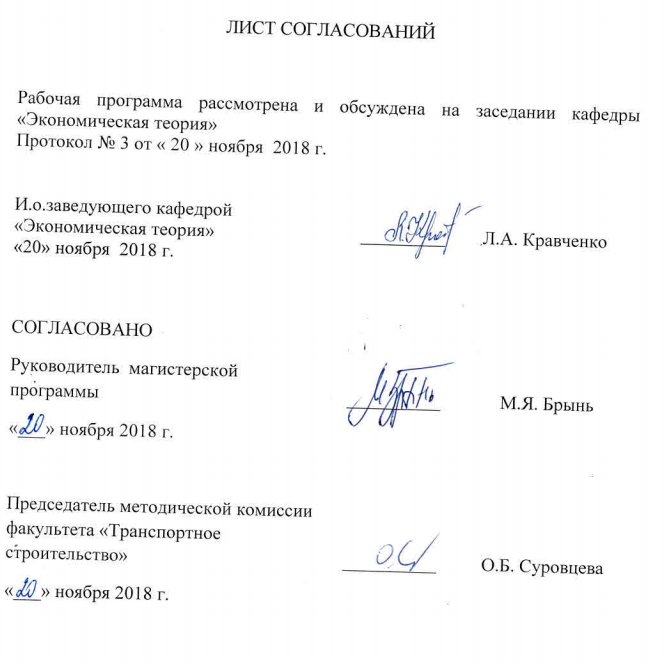 ЛИСТ СОГЛАСОВАНИЙ
Рабочая программа рассмотрена и обсуждена на заседании кафедры
«Экономическая теория»
Протокол № 3 от « 20 » ноября 2018 г.
И.о.заведующего кафедрой
«Экономическая теория»
«20» ноября 2018 г.
Л.А. Кравченко
СОГЛАСОВАНО
Руководитель магистерской
программы
М.Я. Брынь
«20» ноября 2018 г.
Председатель методической комиссии
факультета «Транспортное
строительство»
О.Б. Суровцева
«20» ноября 2018 г.